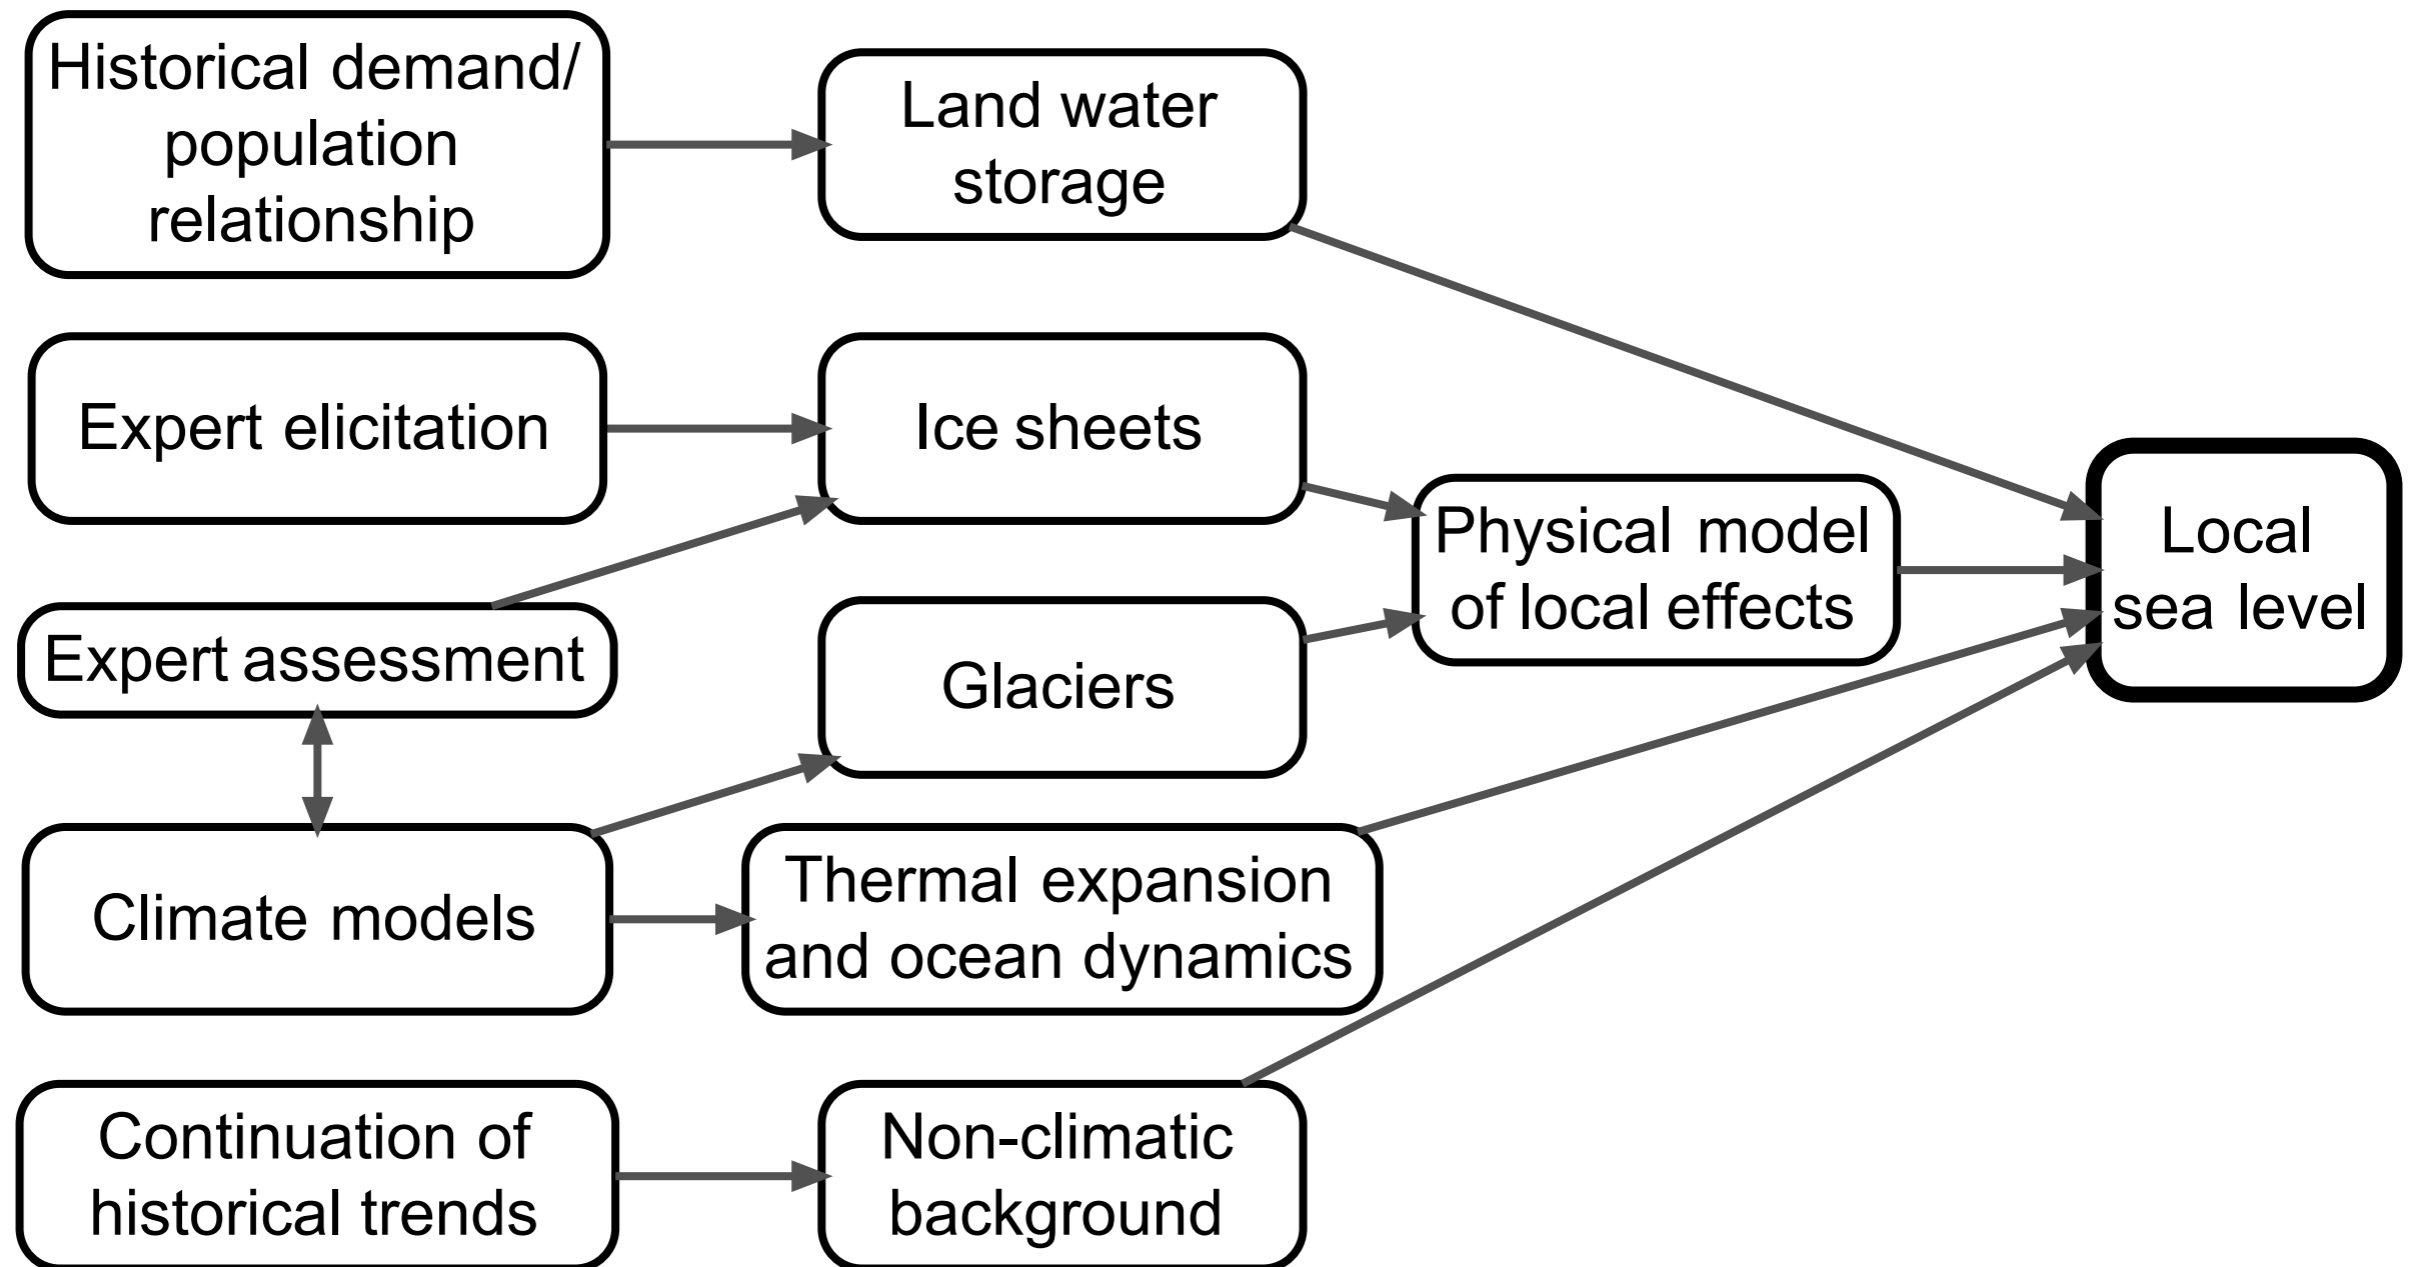 Historical demand/
population
relationship
Land water
storage
Expert elicitation
Ice sheets
Physical model
of local effects
Local
sea level
Expert assessment
Glaciers
Climate models
Thermal expansion
and ocean dynamics
Continuation of
historical trends
Non-climatic
background